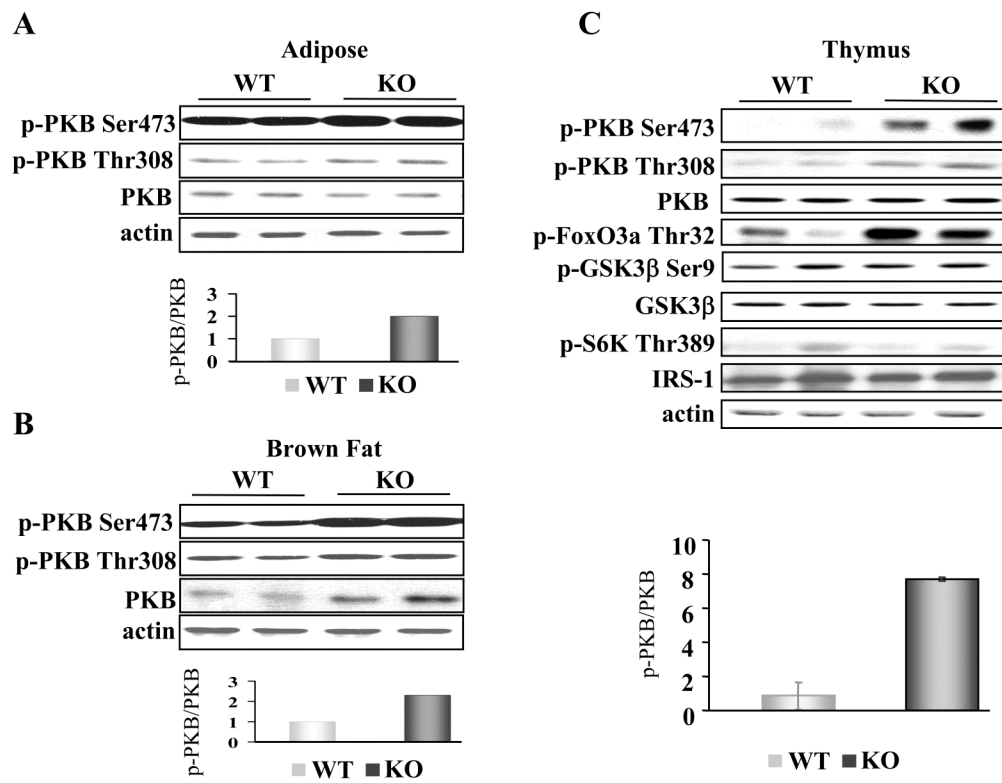 A
Adipose
WT KO
p-PKB Ser473
p-PKB Thr308
PKB
actin
p-PKB/PKB
3
2
1
0
WT KO
B
Brown Fat
WT KO
p-PKB Ser473
p-PKB Thr308
PKB
actin
p-PKB/PKB
3
2
1
0
WT KO
C
Thymus
WT KO
p-PKB Ser473
p-PKB Thr308
PKB
p-FoxO3a Thr32
p-GSK3β Ser9
GSK3β
p-S6K Thr389
IRS-1
actin
p-PKB/PKB
10
8
6
4
2
0
WT KO